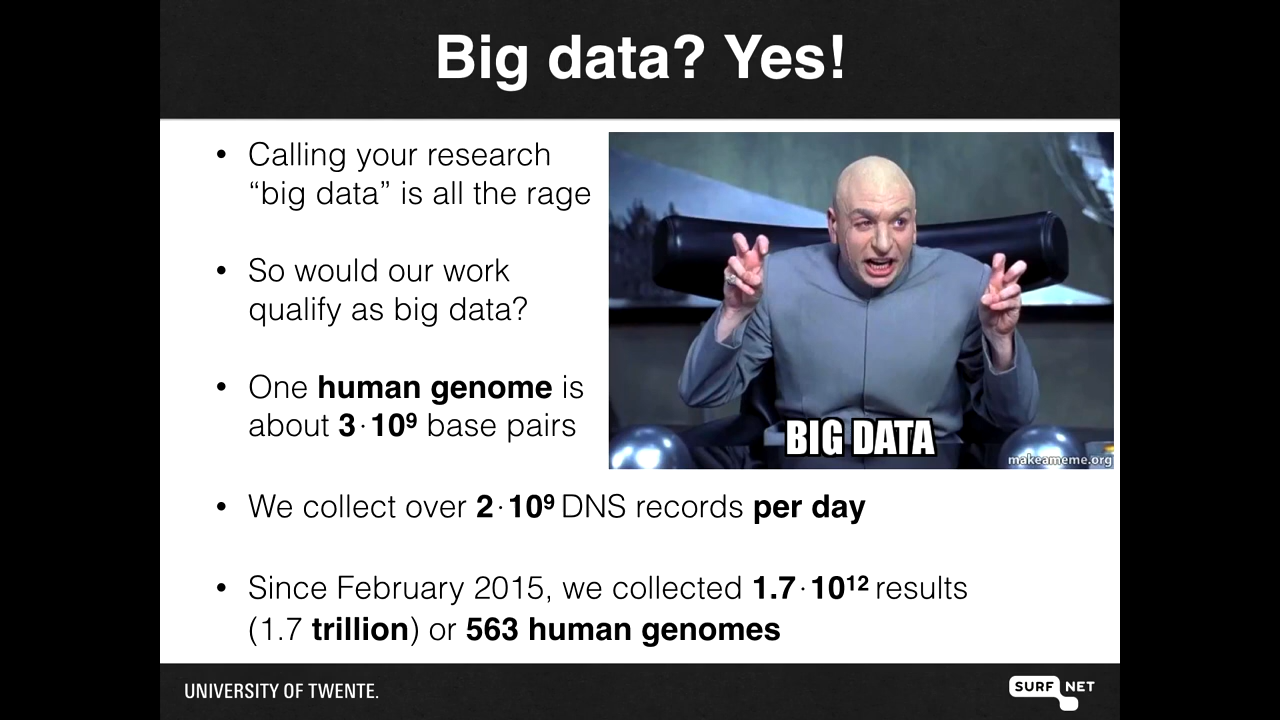 Big data? Yes!
• Calling your research
“big data” is all the rage
• So would our work
qualify as big data?
• One human genome is
about 3·10⁹ base pairs
BIG DATA
makeameme.org
• We collect over 2·10⁹ DNS records per day
• Since February 2015, we collected 1.7·10¹² results
(1.7 trillion) or 563 human genomes
UNIVERSITY OF TWENTE.
SURF NET